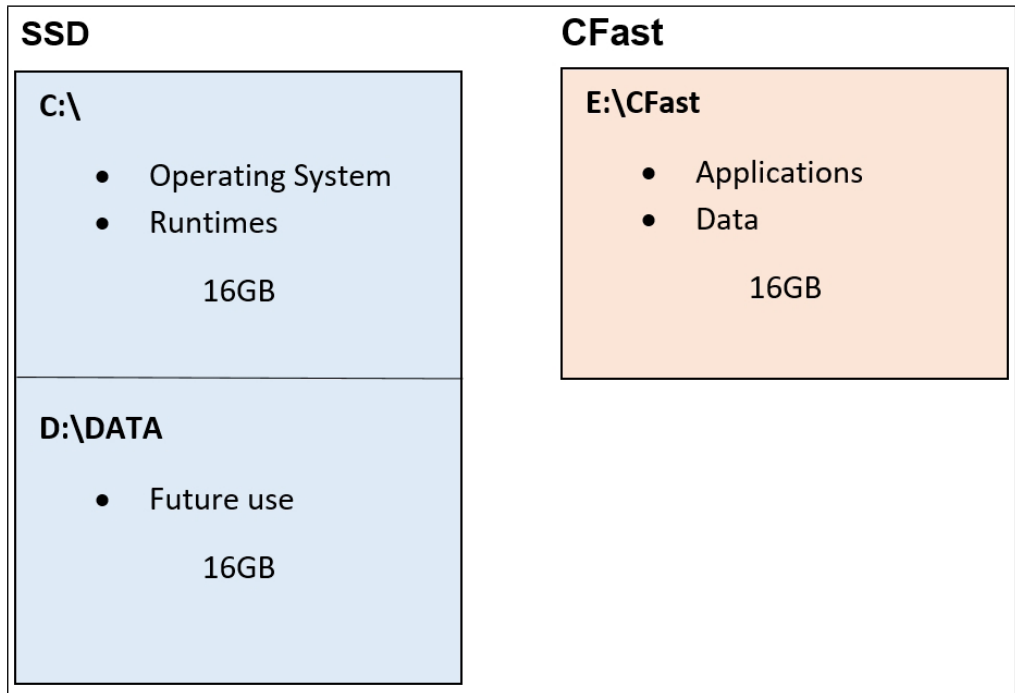 SSD
C:\
• Operating System
• Runtimes
16GB
D:\DATA
• Future use
16GB
CFast
E:\CFast
• Applications
• Data
16GB